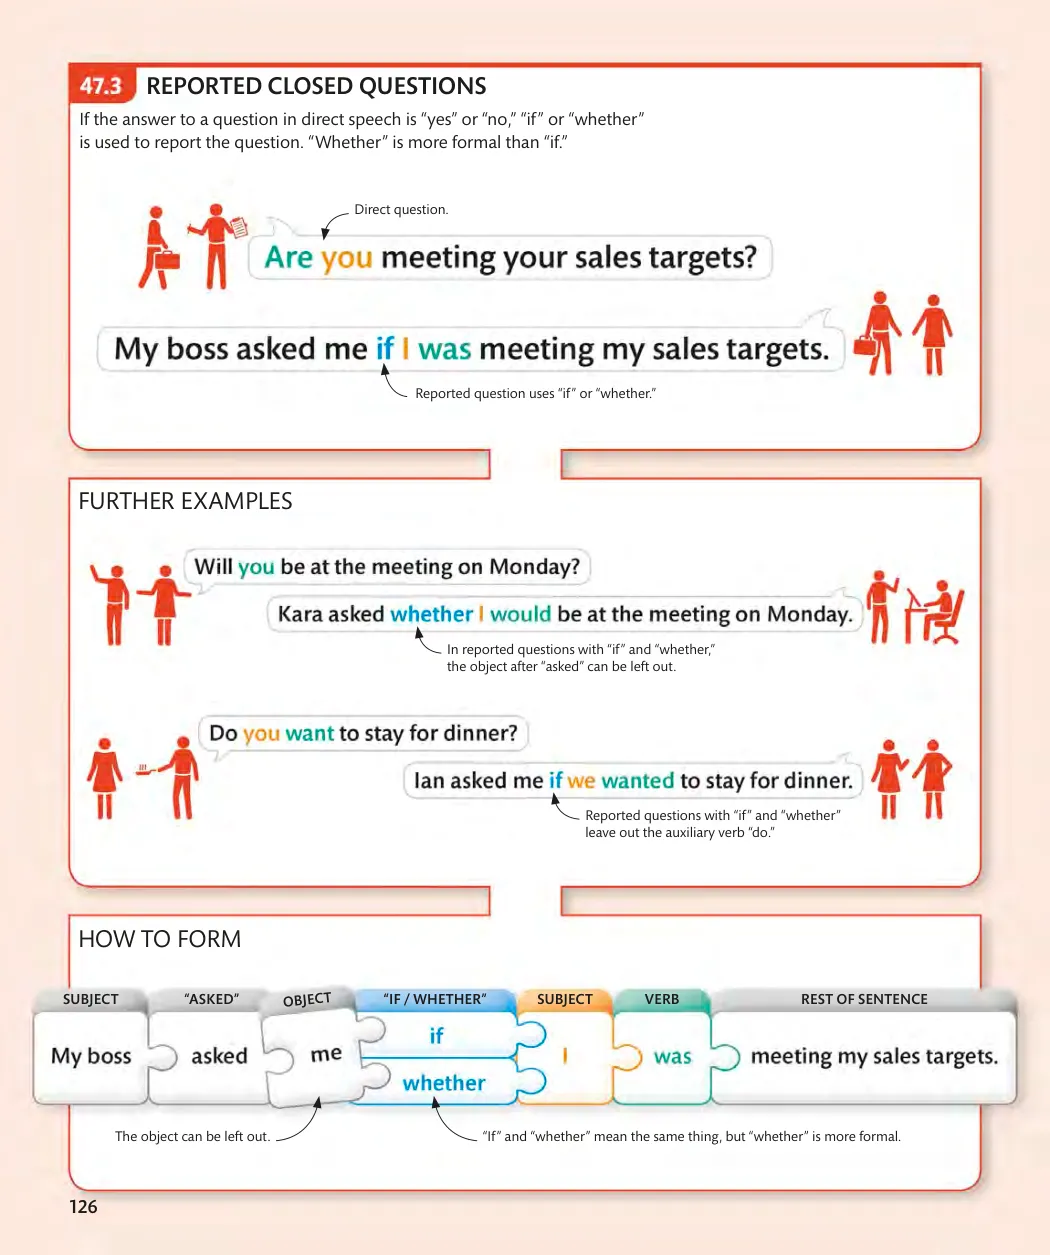 47.3 REPORTED CLOSED QUESTIONS
If the answer to a question in direct speech is “yes” or “no,” “if” or “whether”
is used to report the question. “Whether” is more formal than “if.”
Direct question.
Are you meeting your sales targets?
My boss asked me if I was meeting my sales targets.
Reported question uses “if” or “whether.”
FURTHER EXAMPLES
Will you be at the meeting on Monday?
Kara asked whether I would be at the meeting on Monday.
In reported questions with “if” and “whether,”
the object after “asked” can be left out.
Do you want to stay for dinner?
Ian asked me if we wanted to stay for dinner.
Reported questions with “if” and “whether”
leave out the auxiliary verb “do.”
HOW TO FORM
SUBJECT “ASKED” OBJECT “IF / WHETHER” SUBJECT VERB REST OF SENTENCE
if
My boss asked me I was meeting my sales targets.
whether
The object can be left out. “If” and “whether” mean the same thing, but “whether” is more formal.
126